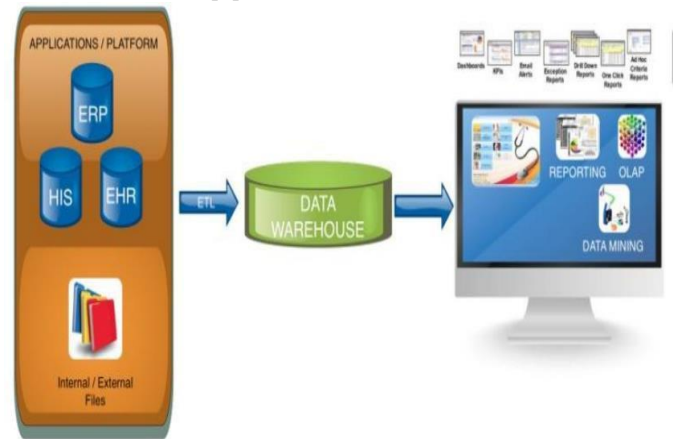 APPLICATIONS / PLATFORM
ERP
HIS
EHR
Internal / External
Files
ETL
DATA
WAREHOUSE
Dashboards
KPIs
Email
Alerts
Exception
Reports
Drill Down
Reports
One Click
Reports
Ad Hoc
Criteria
Reports
REPORTING
OLAP
DATA MINING